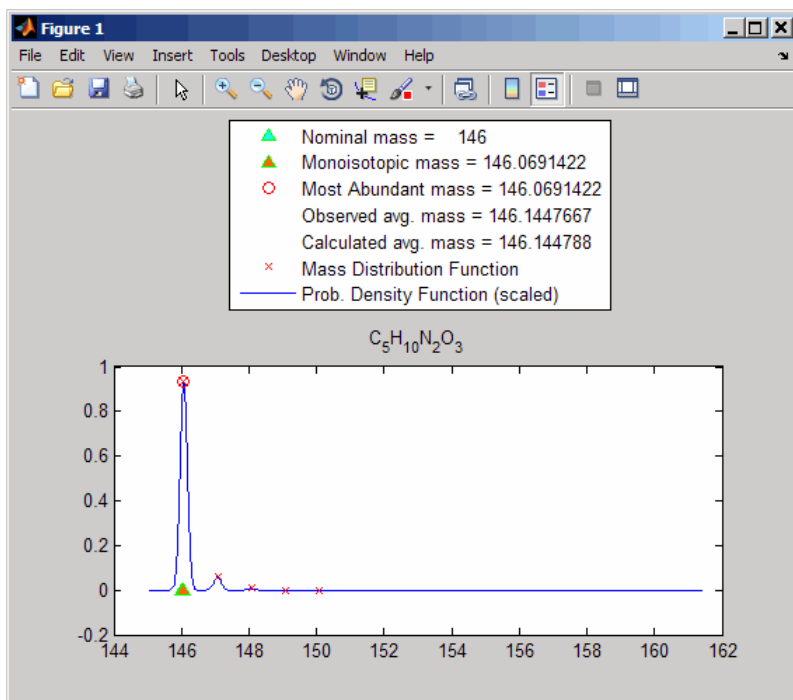 Figure 1
File Edit View Insert Tools Desktop Window Help
Nominal mass = 146
Monoisotopic mass = 146.0691422
Most Abundant mass = 146.0691422
Observed avg. mass = 146.1447667
Calculated avg. mass = 146.144788
Mass Distribution Function
Prob. Density Function (scaled)
C₅H₁₀N₂O₃
1
0.8
0.6
0.4
0.2
0
-0.2
144 146 148 150 152 154 156 158 160 162